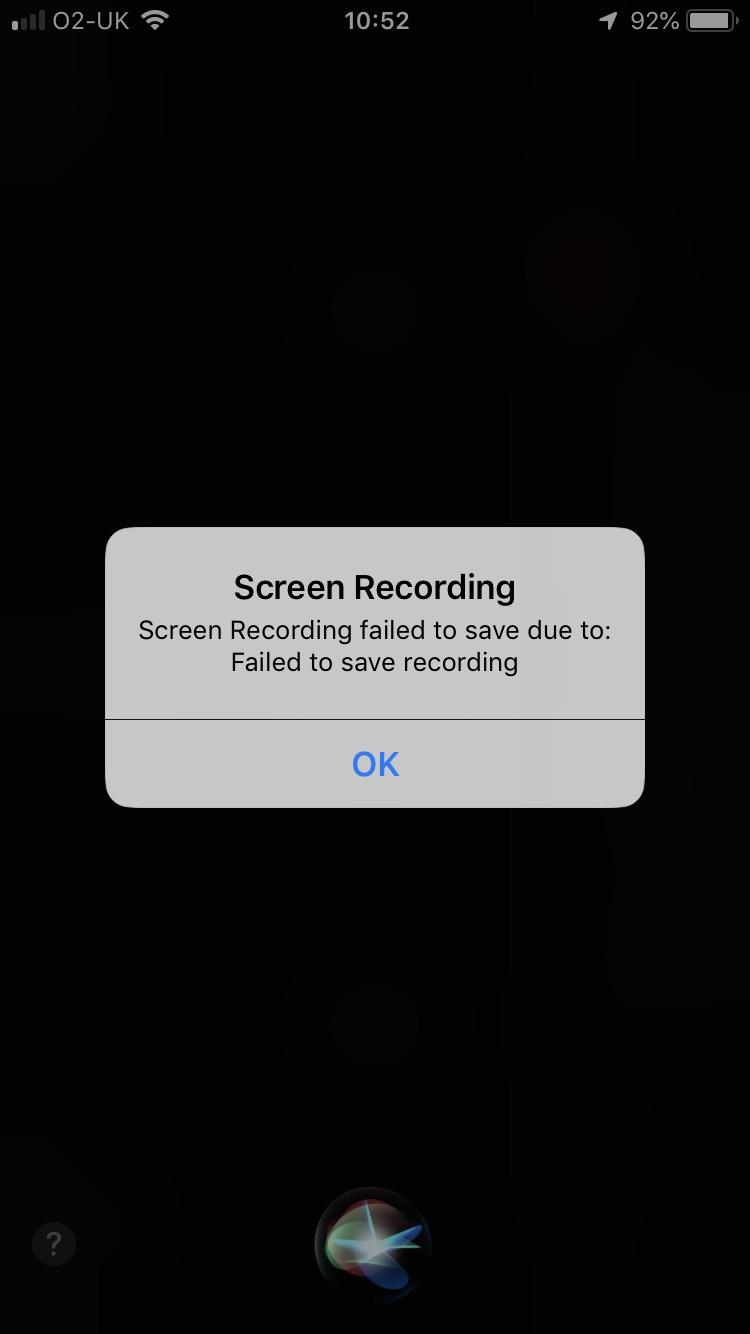 O2-UK 10:52 92%
Screen Recording
Screen Recording failed to save due to:
Failed to save recording
OK
?